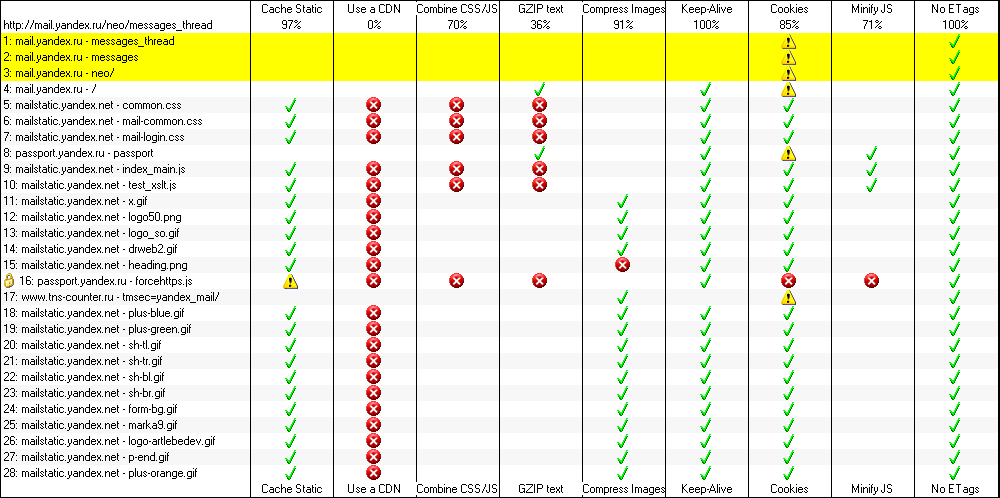 Cache Static Use a CDN Combine CSS/JS GZIP text Compress Images Keep-Alive Cookies Minify JS No ETags
http://mail.yandex.ru/neo/messages_thread 97% 0% 70% 36% 91% 100% 85% 71% 100%
1: mail.yandex.ru - messages_thread
2: mail.yandex.ru - messages
3: mail.yandex.ru - neo/
4: mail.yandex.ru - /
5: mailstatic.yandex.net - common.css
6: mailstatic.yandex.net - mail-common.css
7: mailstatic.yandex.net - mail-login.css
8: passport.yandex.ru - passport
9: mailstatic.yandex.net - index_main.js
10: mailstatic.yandex.net - test_xslt.js
11: mailstatic.yandex.net - x.gif
12: mailstatic.yandex.net - logo50.png
13: mailstatic.yandex.net - logo_so.gif
14: mailstatic.yandex.net - drweb2.gif
15: mailstatic.yandex.net - heading.png
16: passport.yandex.ru - forcehttps.js
17: www.tns-counter.ru - tmsec=yandex_mail/
18: mailstatic.yandex.net - plus-blue.gif
19: mailstatic.yandex.net - plus-green.gif
20: mailstatic.yandex.net - sh-tl.gif
21: mailstatic.yandex.net - sh-tr.gif
22: mailstatic.yandex.net - sh-bl.gif
23: mailstatic.yandex.net - sh-br.gif
24: mailstatic.yandex.net - form-bg.gif
25: mailstatic.yandex.net - marka9.gif
26: mailstatic.yandex.net - logo-artlebedev.gif
27: mailstatic.yandex.net - p-end.gif
28: mailstatic.yandex.net - plus-orange.gif
Cache Static Use a CDN Combine CSS/JS GZIP text Compress Images Keep-Alive Cookies Minify JS No ETags